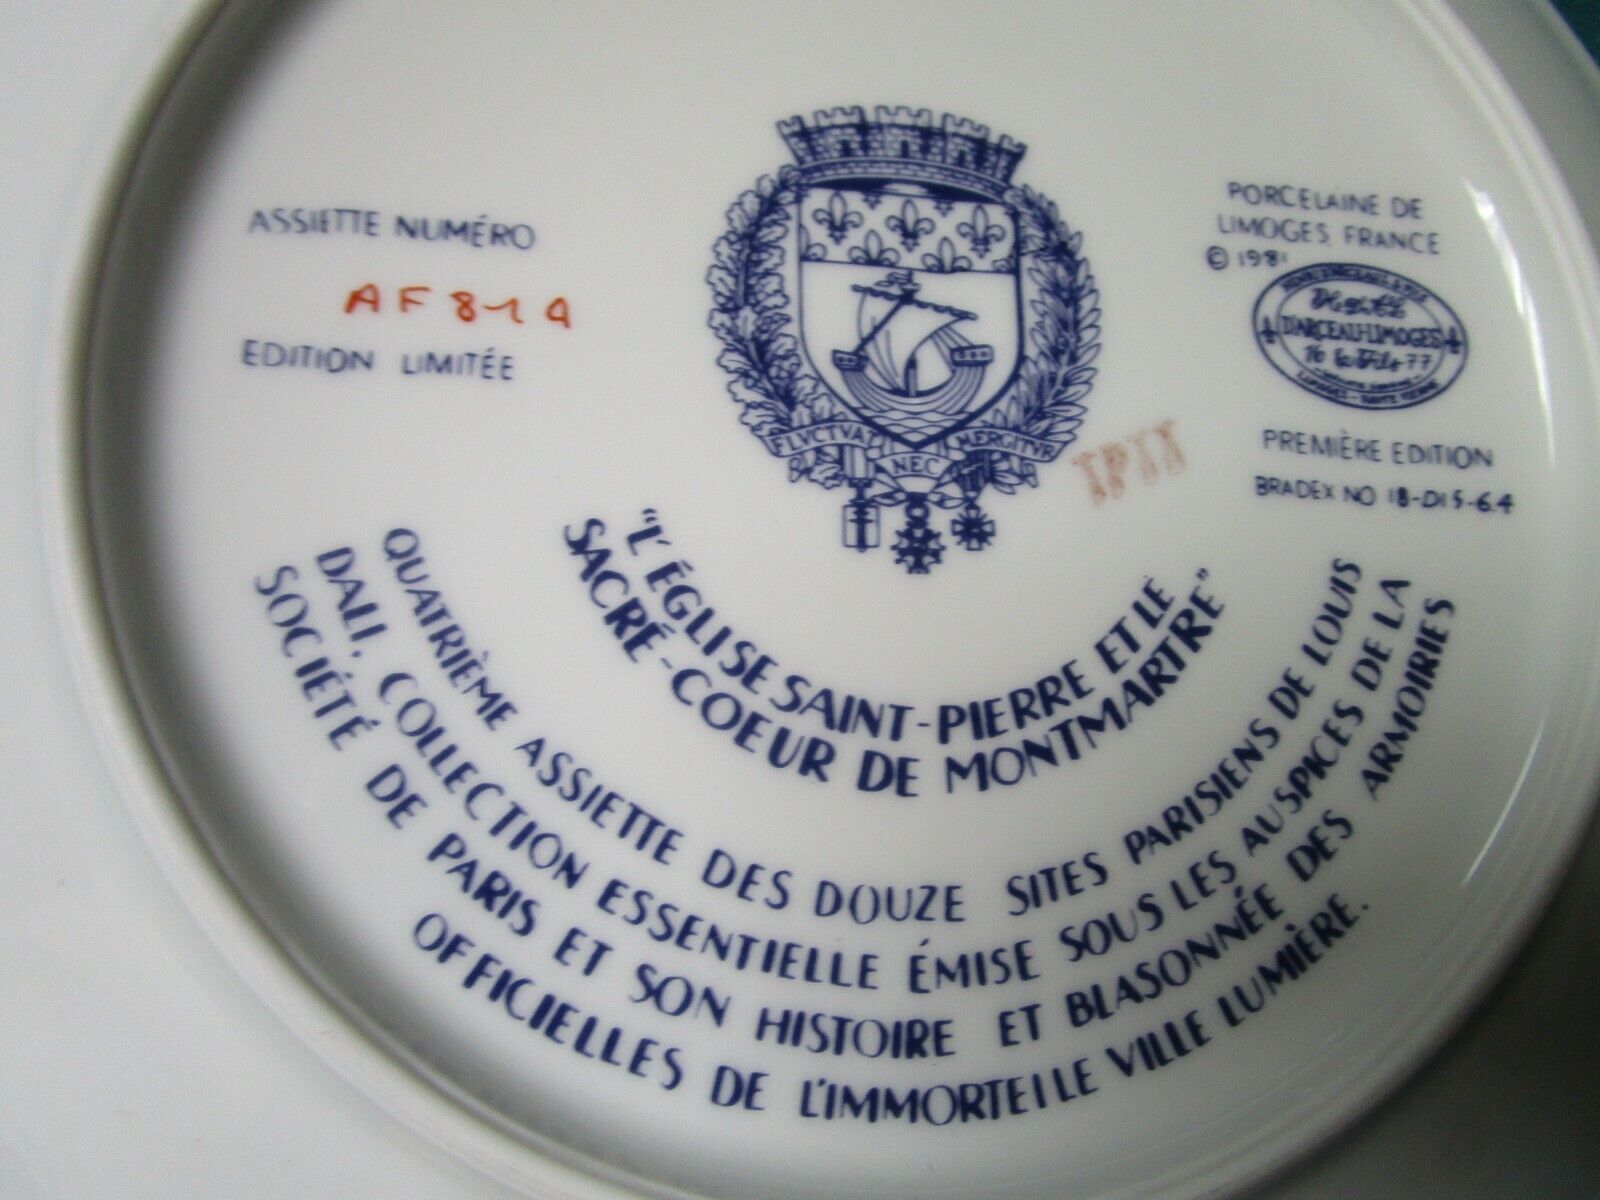 ASSIETTE NUMÉRO
AF814
EDITION LIMITÉE
FLVCTVAT NEC MERGITVR
PORCELAINE DE
LIMOGES FRANCE
© 1981
D'ARCEAU-LIMOGES
PREMIÈRE EDITION
BRADEX NO 18-D15-6.4
"L'ÉGLISE SAINT-PIERRE ET LE
SACRÉ-COEUR DE MONTMARTRE"
QUATRIÈME ASSIETTE DES DOUZE SITES PARISIENS DE LOUIS
DALI, COLLECTION ESSENTIELLE ÉMISE SOUS LES AUSPICES DE LA
SOCIÉTÉ DE PARIS ET SON HISTOIRE ET BLASONNÉE DES ARMOIRIES
OFFICIELLES DE L'IMMORTELLE VILLE LUMIÈRE.